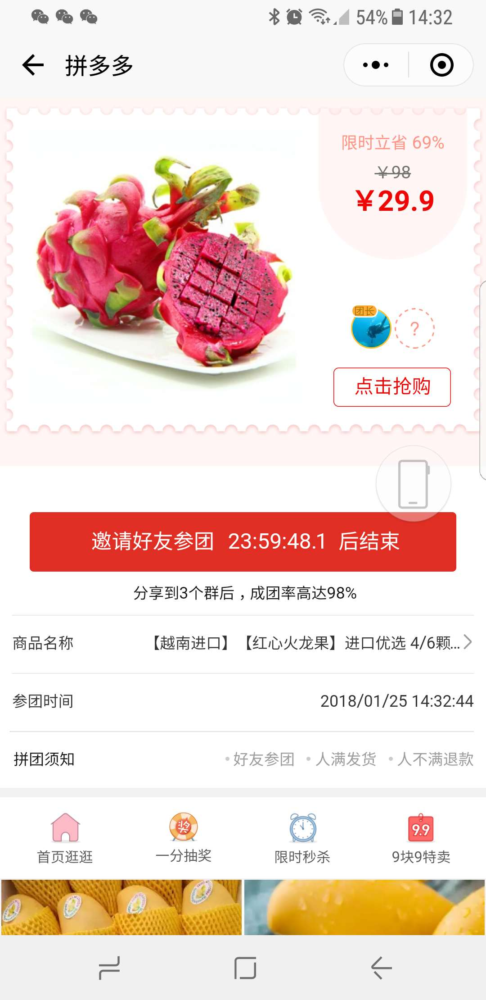 54% 14:32
拼多多
限时立省 69%
￥98
￥29.9
团长
?
点击抢购
邀请好友参团 23:59:48.1 后结束
分享到3个群后，成团率高达98%
商品名称 【越南进口】【红心火龙果】进口优选 4/6颗...
参团时间 2018/01/25 14:32:44
拼团须知 •好友参团 •人满发货 •人不满退款
奖 9.9
首页逛逛 一分抽奖 限时秒杀 9块9特卖